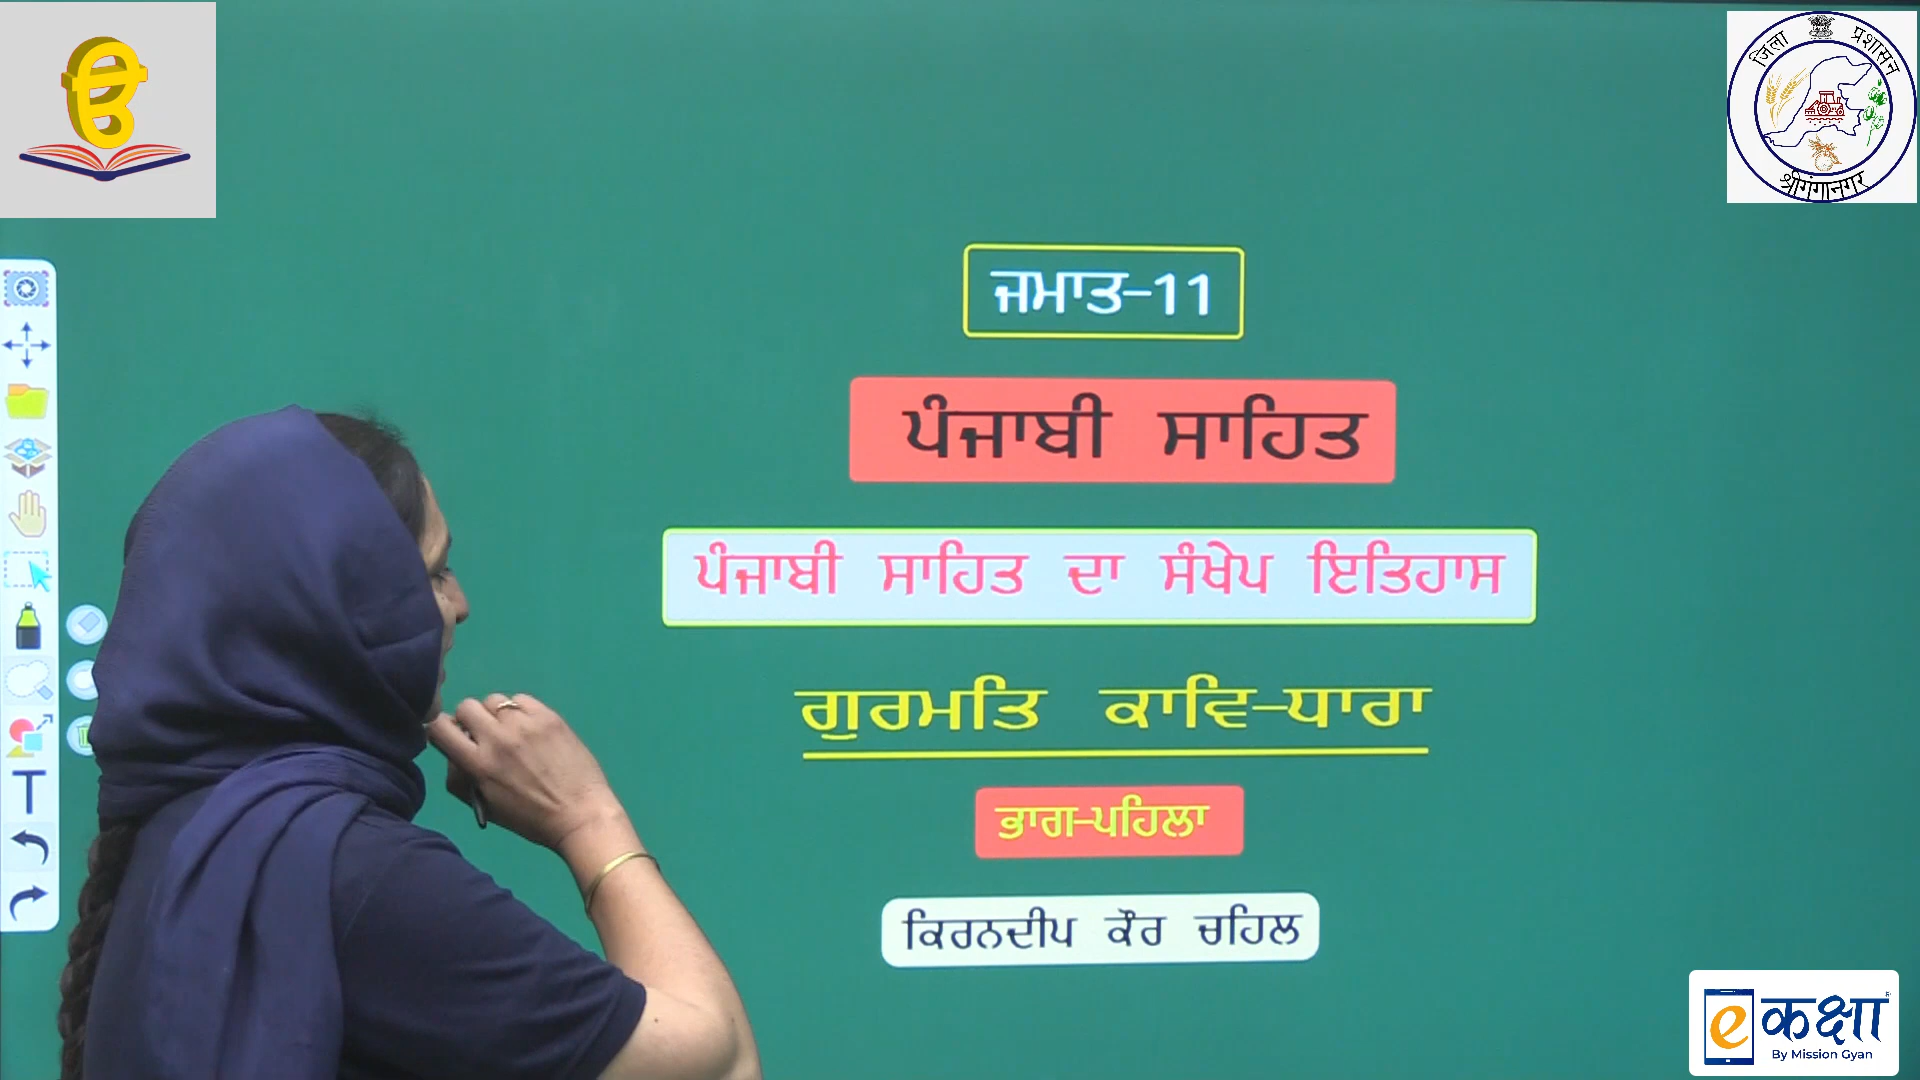 जिला प्रशासन
श्रीगंगानगर
ਜਮਾਤ-11
ਪੰਜਾਬੀ ਸਾਹਿਤ
ਪੰਜਾਬੀ ਸਾਹਿਤ ਦਾ ਸੰਖੇਪ ਇਤਿਹਾਸ
ਗੁਰਮਤਿ ਕਾਵਿ-ਧਾਰਾ
ਭਾਗ-ਪਹਿਲਾ
ਕਿਰਨਦੀਪ ਕੌਰ ਚਹਿਲ
T
e कक्षा
By Mission Gyan